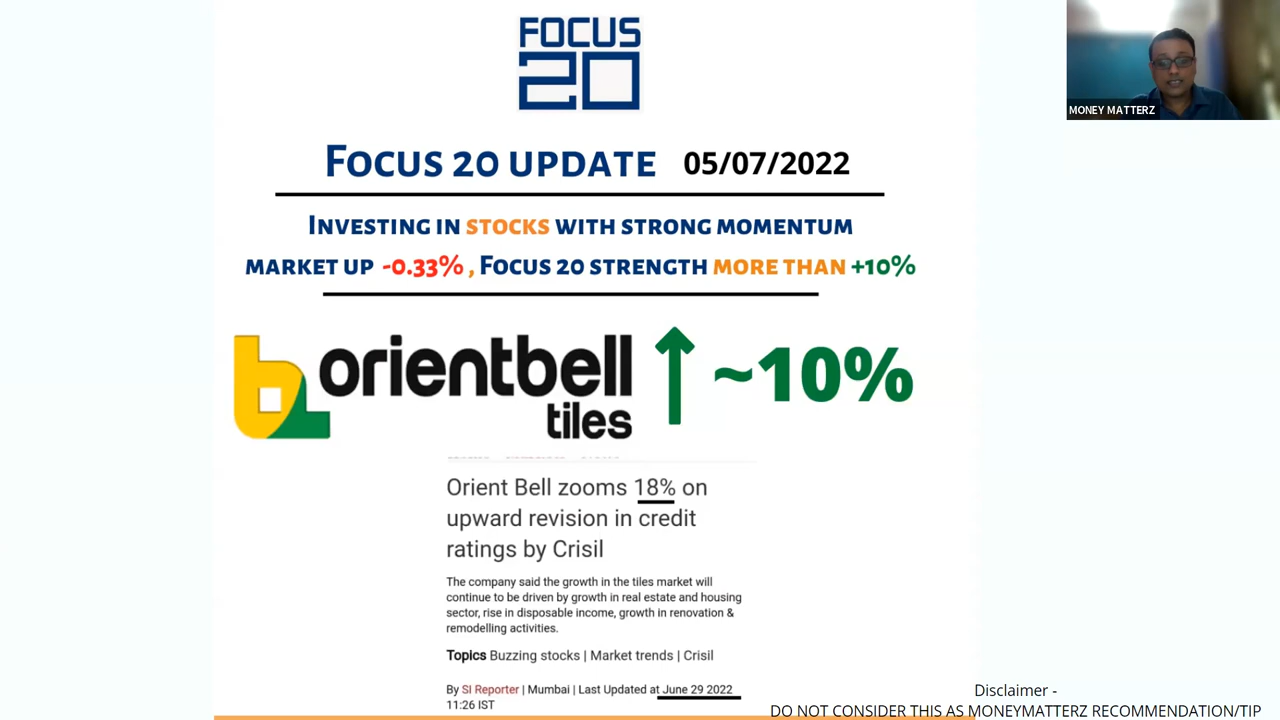 FOCUS
20
MONEY MATTERZ
FOCUS 20 UPDATE 05/07/2022
INVESTING IN STOCKS WITH STRONG MOMENTUM
MARKET UP -0.33% , FOCUS 20 STRENGTH MORE THAN +10%
orientbell
tiles
~10%
Orient Bell zooms 18% on
upward revision in credit
ratings by Crisil
The company said the growth in the tiles market will
continue to be driven by growth in real estate and housing
sector, rise in disposable income, growth in renovation &
remodelling activities.
Topics Buzzing stocks | Market trends | Crisil
By SI Reporter | Mumbai | Last Updated at June 29 2022
11:26 IST
Disclaimer -
DO NOT CONSIDER THIS AS MONEYMATTERZ RECOMMENDATION/TIP